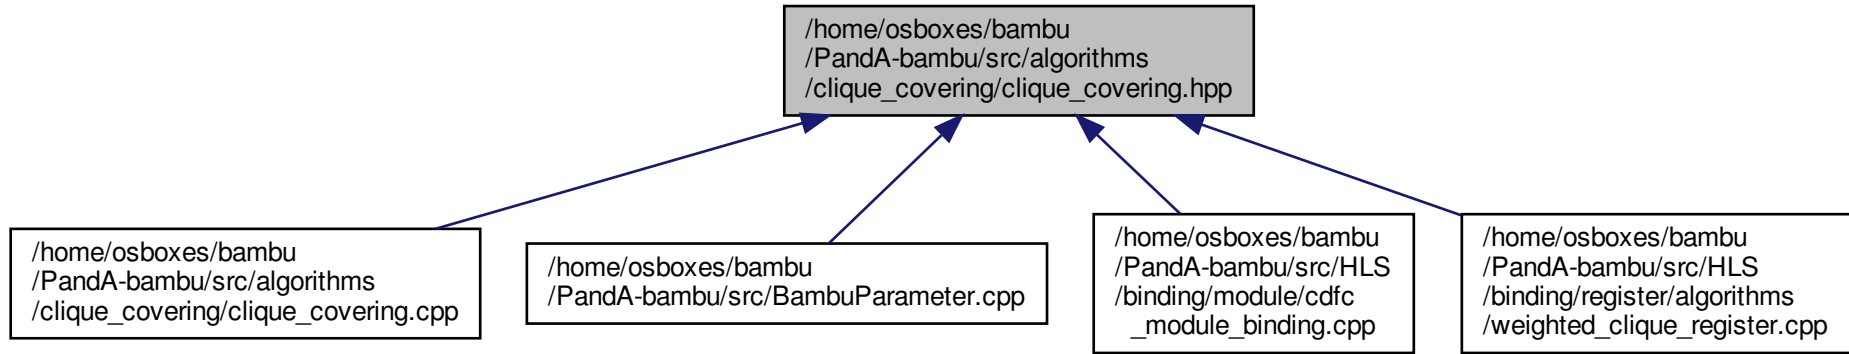 /home/osboxes/bambu
/PandA-bambu/src/algorithms
/clique_covering/clique_covering.hpp
/home/osboxes/bambu
/PandA-bambu/src/algorithms
/clique_covering/clique_covering.cpp
/home/osboxes/bambu
/PandA-bambu/src/BambuParameter.cpp
/home/osboxes/bambu
/PandA-bambu/src/HLS
/binding/module/cdfc
_module_binding.cpp
/home/osboxes/bambu
/PandA-bambu/src/HLS
/binding/register/algorithms
/weighted_clique_register.cpp